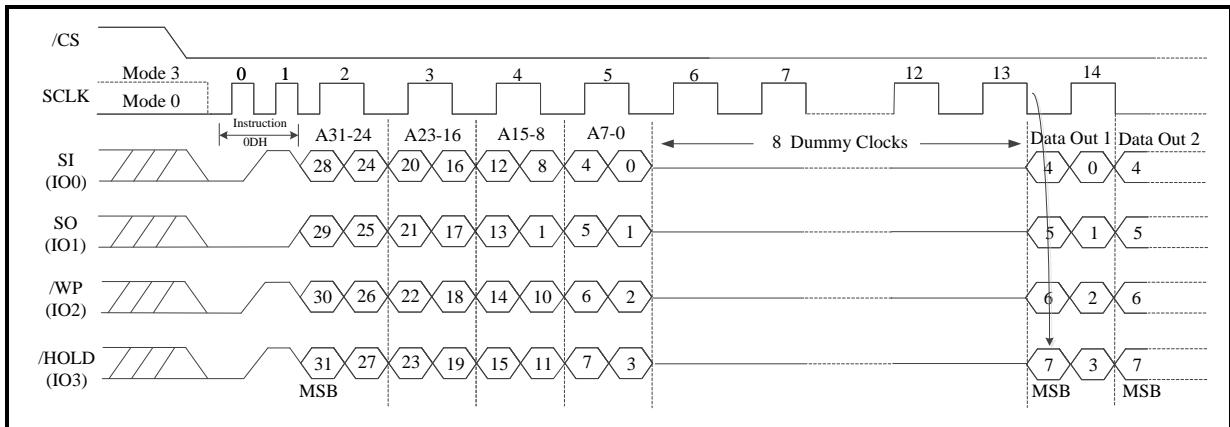 /CS
Mode 3 0 1 2 3 4 5 6 7 12 13 14
SCLK
Mode 0
Instruction
0DH
A31-24 A23-16 A15-8 A7-0
8 Dummy Clocks
Data Out 1 Data Out 2
SI
(IO0)
28 24 20 16 12 8 4 0 4 0 4
SO
(IO1)
29 25 21 17 13 1 5 1 5 1 5
/WP
(IO2)
30 26 22 18 14 10 6 2 6 2 6
/HOLD
(IO3)
31 27 23 19 15 11 7 3 7 3 7
MSB MSB MSB